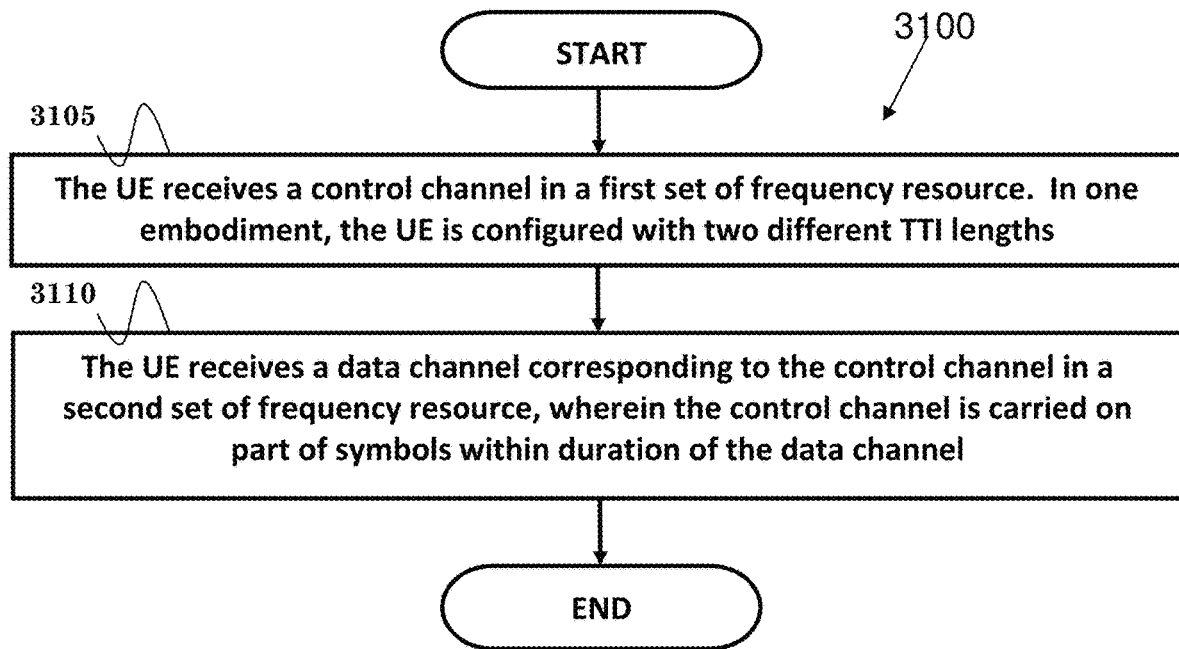 START
3100
3105
The UE receives a control channel in a first set of frequency resource.  In one
embodiment, the UE is configured with two different TTI lengths
3110
The UE receives a data channel corresponding to the control channel in a
second set of frequency resource, wherein the control channel is carried on
part of symbols within duration of the data channel
END